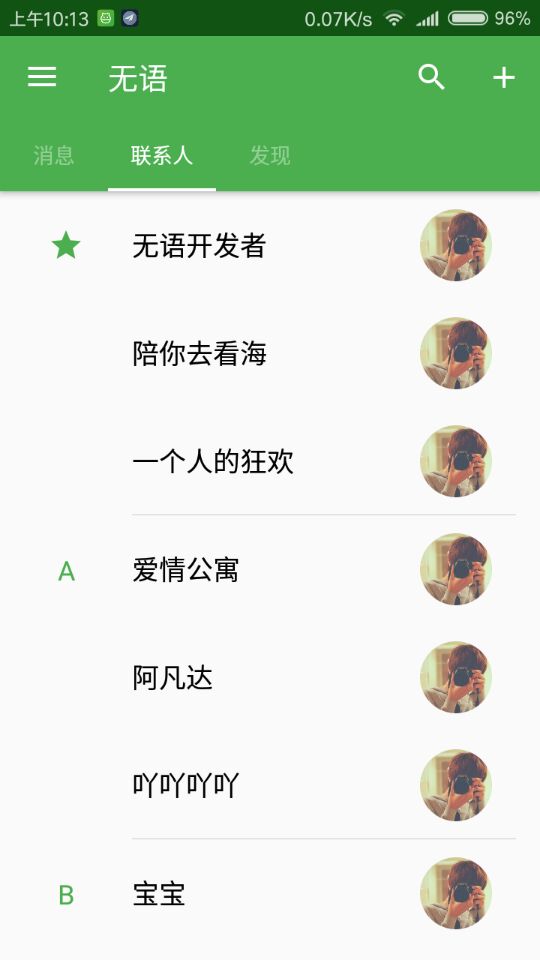 上午10:13 0.07K/s 96%
无语
消息 联系人 发现
无语开发者
陪你去看海
一个人的狂欢
A 爱情公寓
阿凡达
吖吖吖吖
B 宝宝